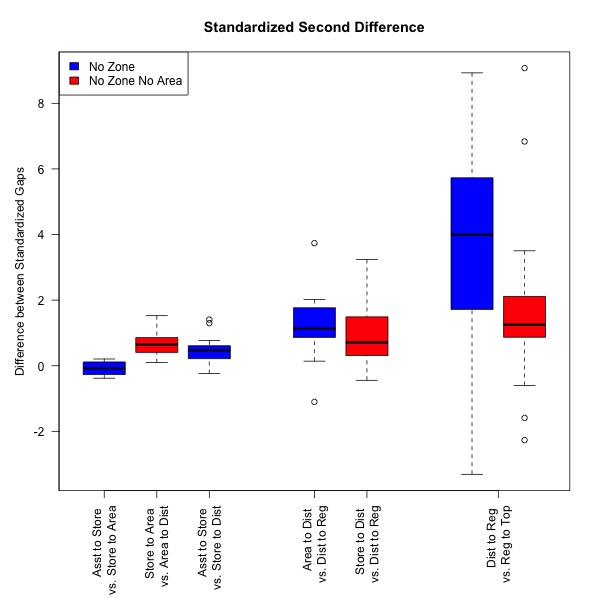 Standardized Second Difference
No Zone
No Zone No Area
Difference between Standardized Gaps
8
6
4
2
0
-2
Asst to Store
vs. Store to Area
Store to Area
vs. Area to Dist
Asst to Store
vs. Store to Dist
Area to Dist
vs. Dist to Reg
Store to Dist
vs. Dist to Reg
Dist to Reg
vs. Reg to Top